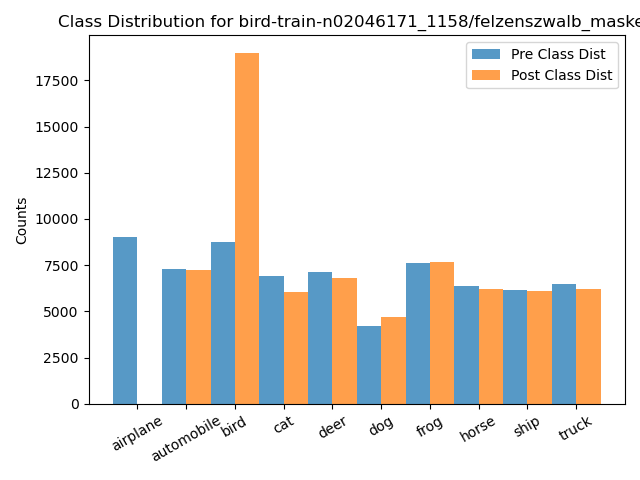 Class Distribution for bird-train-n02046171_1158/felzenszwalb_maske
Pre Class Dist
Post Class Dist
17500
15000
12500
10000
7500
5000
2500
0
Counts
airplane
automobile
bird
cat
deer
dog
frog
horse
ship
truck